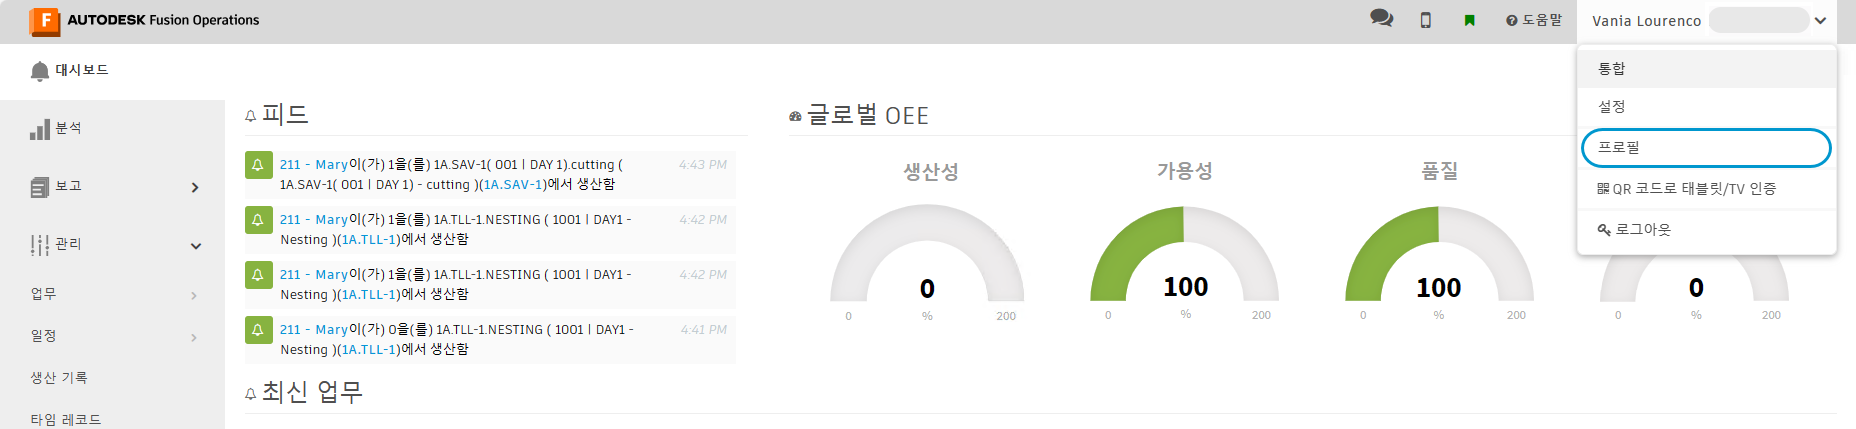 F AUTODESK Fusion Operations
도움말
Vania Lourenco
대시보드
분석
보고
관리
업무
일정
생산 기록
타임 레코드
피드
211 - Mary이(가) 1을(를) 1A.SAV-1( 001 | DAY 1).cutting ( 4:43 PM
1A.SAV-1( 001 | DAY 1) - cutting )(1A.SAV-1)에서 생산함
211 - Mary이(가) 1을(를) 1A.TLL-1.NESTING ( 1001 | DAY1 - 4:42 PM
Nesting )(1A.TLL-1)에서 생산함
211 - Mary이(가) 1을(를) 1A.TLL-1.NESTING ( 1001 | DAY1 - 4:42 PM
Nesting )(1A.TLL-1)에서 생산함
211 - Mary이(가) 0을(를) 1A.TLL-1.NESTING ( 1001 | DAY1 - 4:41 PM
Nesting )(1A.TLL-1)에서 생산함
최신 업무
글로벌 OEE
생산성
0
0 % 200
가용성
100
0 % 200
품질
100
0 % 200
0
0 % 200
통합
설정
프로필
QR 코드로 태블릿/TV 인증
로그아웃